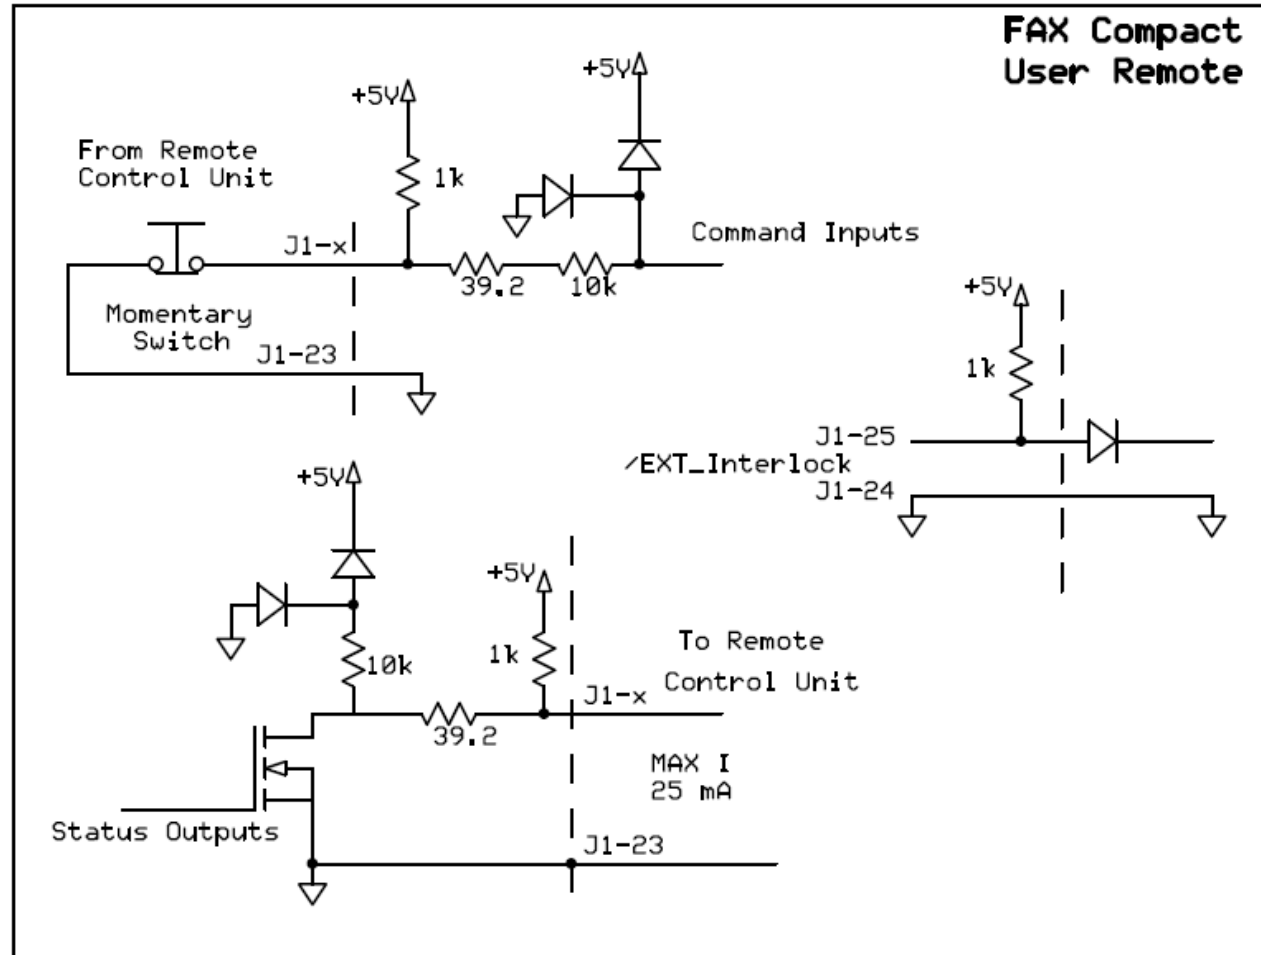 FAX Compact
User Remote
+5V
+5V
From Remote
Control Unit
1k
J1-x
Command Inputs
39.2
10k
Momentary
Switch
J1-23
+5V
1k
J1-25
/EXT_Interlock
J1-24
+5V
+5V
10k
1k
To Remote
Control Unit
J1-x
39.2
MAX I
25 mA
Status Outputs
J1-23